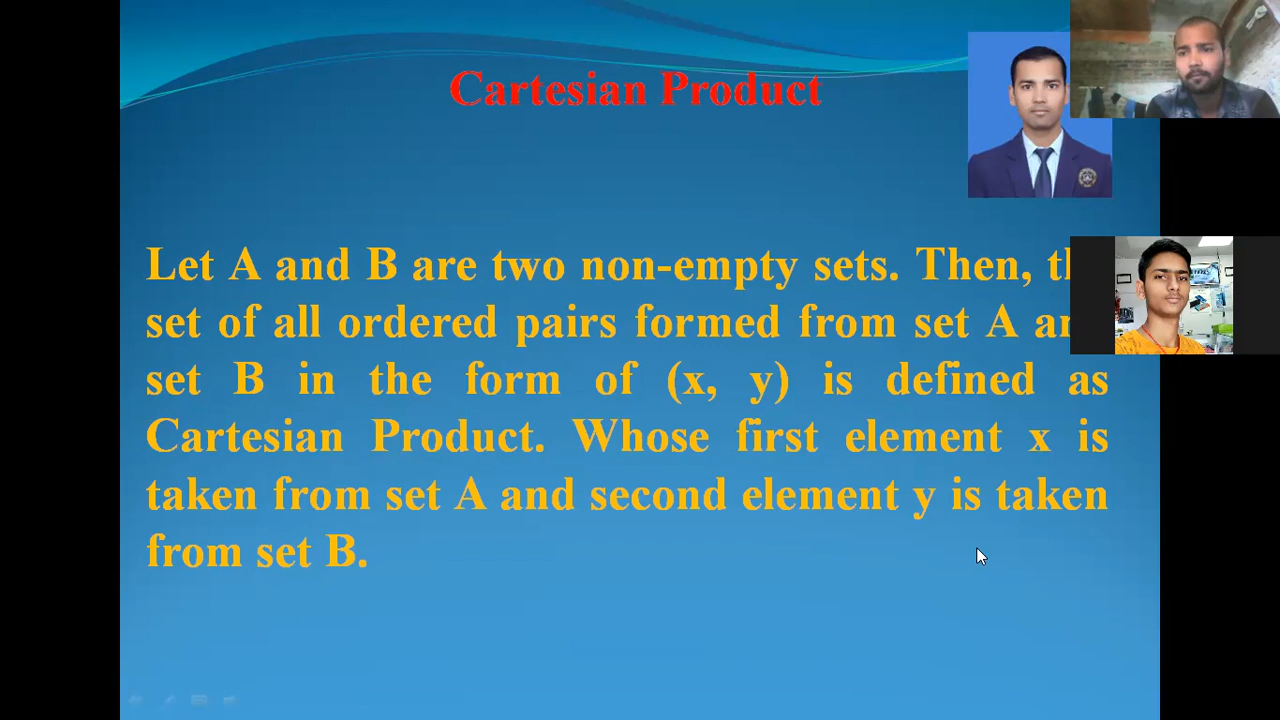 Cartesian Product
Let A and B are two non-empty sets. Then,
set of all ordered pairs formed from set A
set B in the form of (x, y) is defined as
Cartesian Product. Whose first element x is
taken from set A and second element y is taken
from set B.